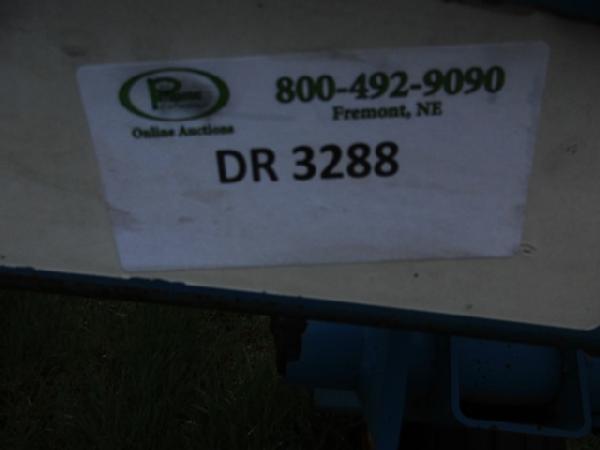 800-492-9090
Fremont, NE
Online Auctions
DR 3288